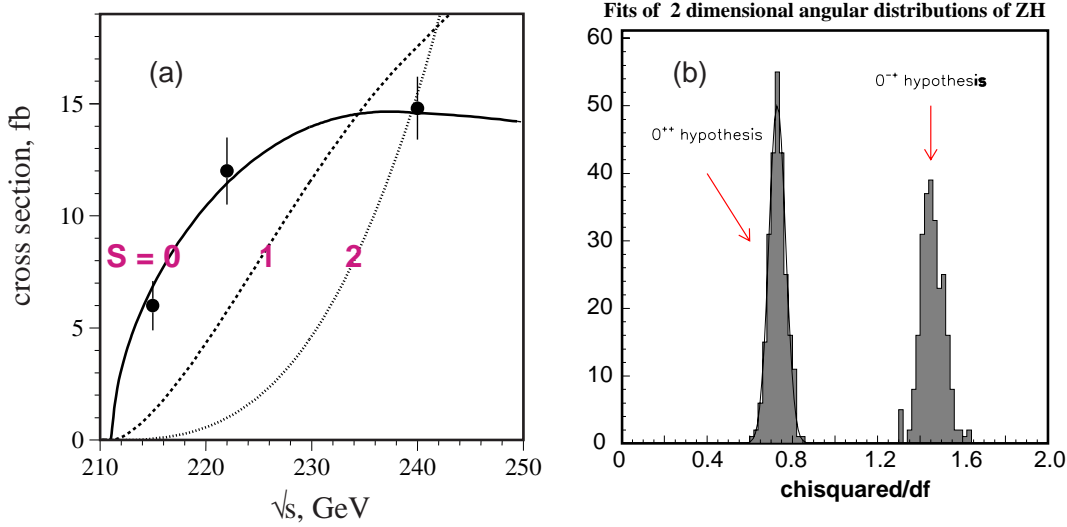 Fits of 2 dimensional angular distributions of ZH
(a)
cross section, fb
15
10
5
0
S = 0
1
2
210
220
230
240
250
√s, GeV
(b)
60
50
40
30
20
10
0
0⁺⁺ hypothesis
0⁻⁺ hypothesis
0
0.4
0.8
1.2
1.6
2.0
chisquared/df